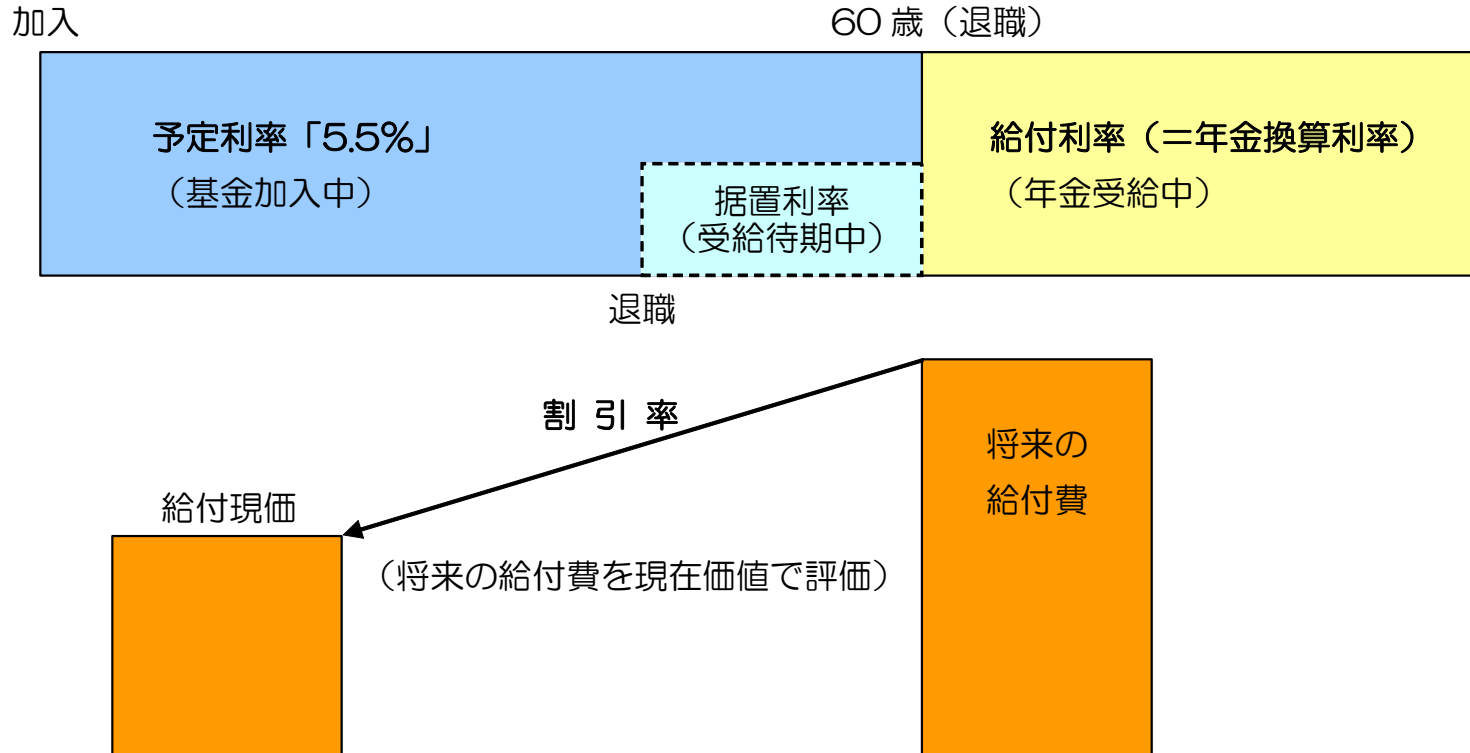 加入
60歳（退職）
予定利率「5.5%」
（基金加入中）
給付利率（＝年金換算利率）
（年金受給中）
据置利率
（受給待期中）
退職
割引率
将来の
給付費
給付現価
（将来の給付費を現在価値で評価）